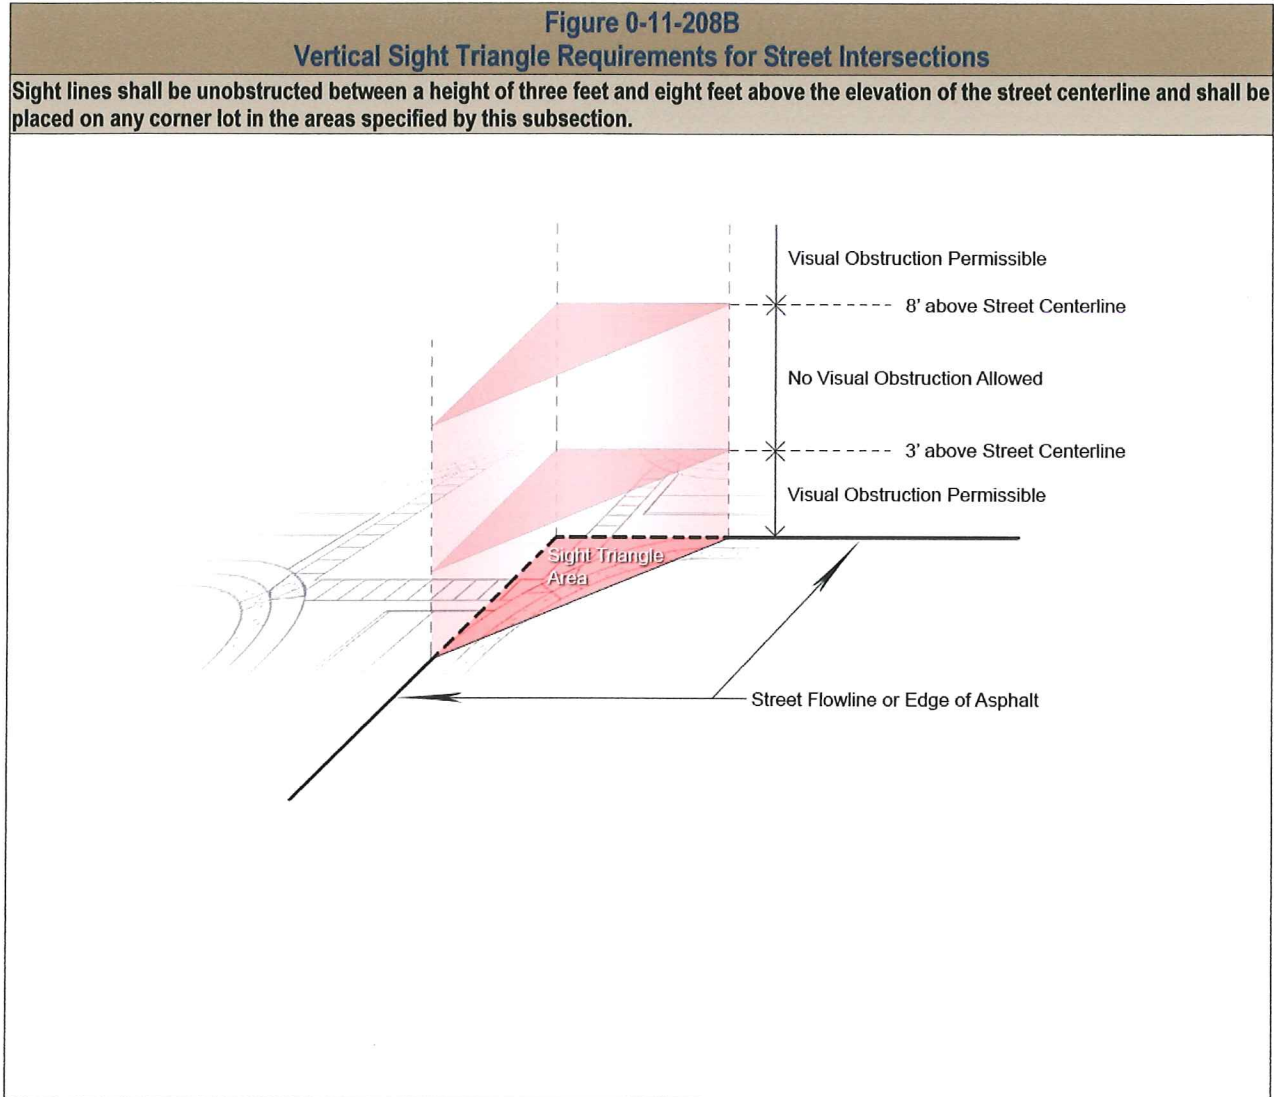 Figure 0-11-208B
Vertical Sight Triangle Requirements for Street Intersections
Sight lines shall be unobstructed between a height of three feet and eight feet above the elevation of the street centerline and shall be
placed on any corner lot in the areas specified by this subsection.
Visual Obstruction Permissible
8' above Street Centerline
No Visual Obstruction Allowed
3' above Street Centerline
Visual Obstruction Permissible
Sight Triangle
Area
Street Flowline or Edge of Asphalt